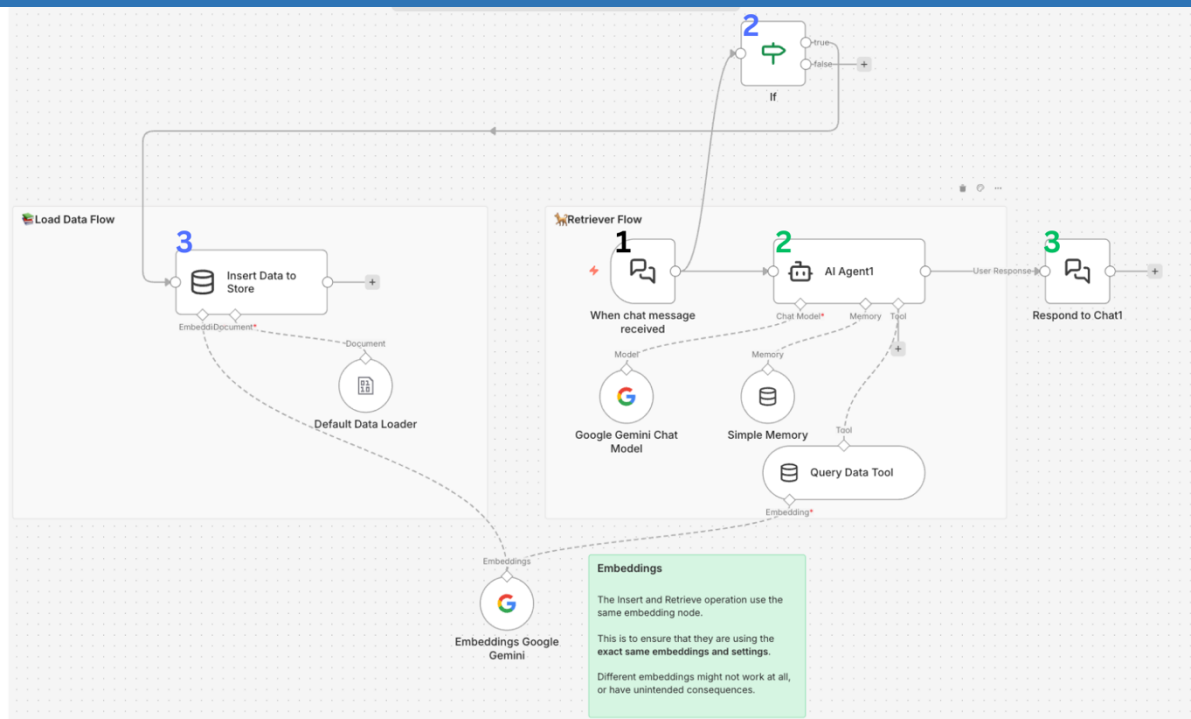 2
true
false
If
📚Load Data Flow
🐕Retriever Flow
3
Insert Data to
Store
Embeddi
Document*
Document
Default Data Loader
1
When chat message
received
2
AI Agent1
Chat Model*
Memory
Tool
User Response
3
Respond to Chat1
Model
Google Gemini Chat
Model
Memory
Simple Memory
Tool
Query Data Tool
Embedding*
Embeddings
Embeddings Google
Gemini
Embeddings
The Insert and Retrieve operation use the
same embedding node.
This is to ensure that they are using the
exact same embeddings and settings.
Different embeddings might not work at all,
or have unintended consequences.